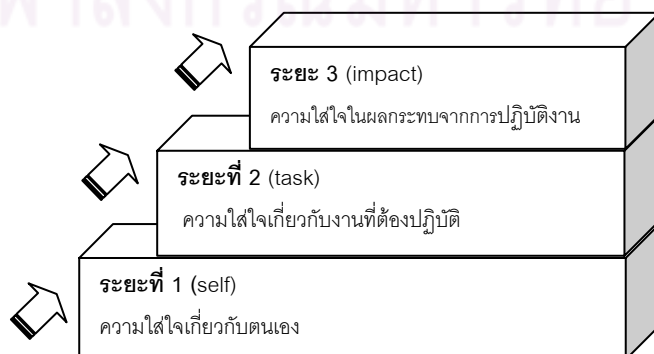 ระยะ 3 (impact)
ความใส่ใจในผลกระทบจากการปฏิบัติงาน
ระยะที่ 2 (task)
ความใส่ใจเกี่ยวกับงานที่ต้องปฏิบัติ
ระยะที่ 1 (self)
ความใส่ใจเกี่ยวกับตนเอง